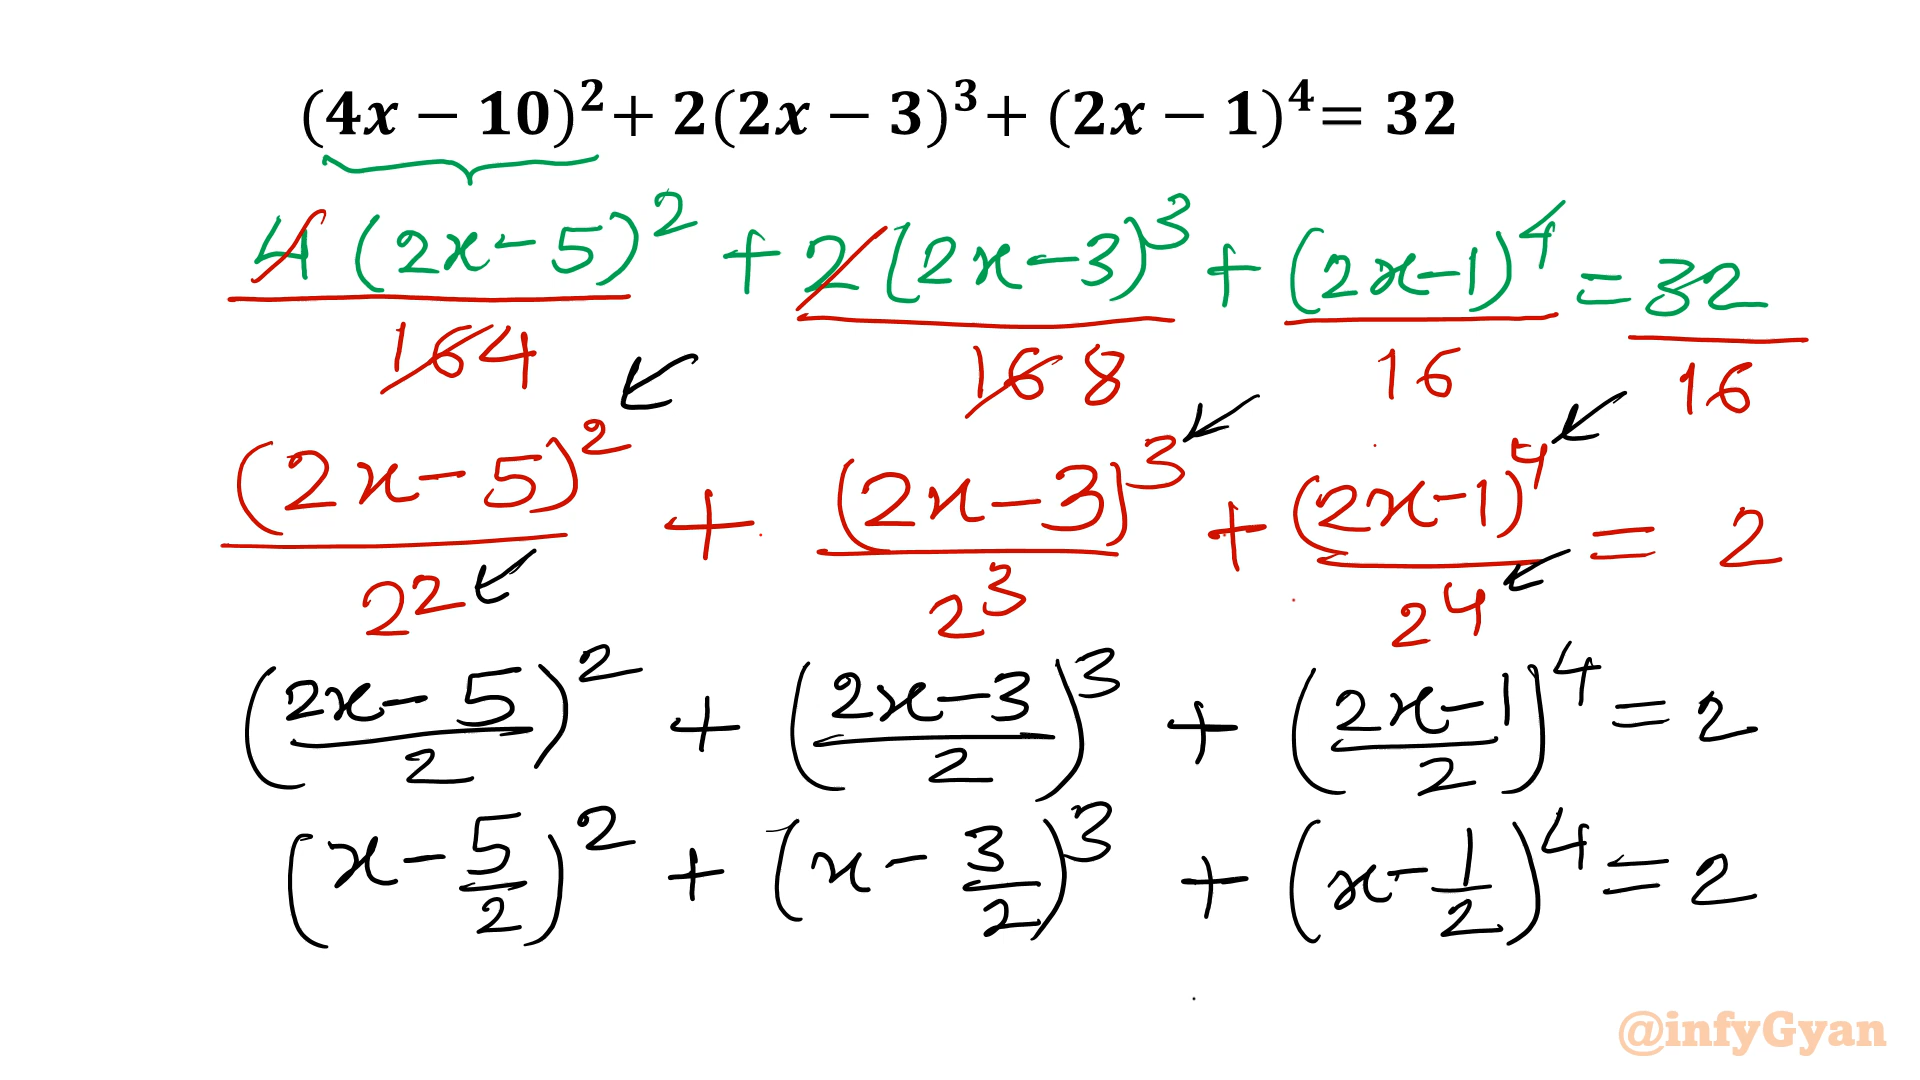 (4x − 10)² + 2(2x − 3)³ + (2x − 1)⁴ = 32
4(2x−5)²/16 4 + 2(2x−3)³/16 8 + (2x−1)⁴/16 = 32/16
(2x−5)²/2² + (2x−3)³/2³ + (2x−1)⁴/2⁴ = 2
((2x−5)/2)² + ((2x−3)/2)³ + ((2x−1)/2)⁴ = 2
(x−5/2)² + (x−3/2)³ + (x−1/2)⁴ = 2
@infyGyan